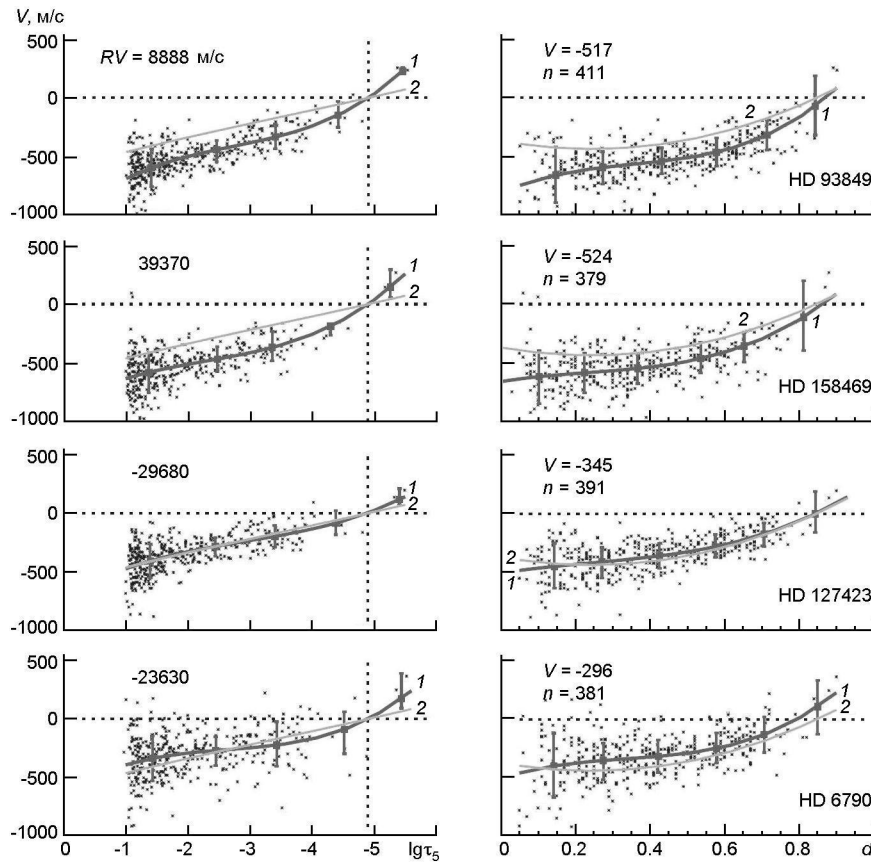 V, м/с
500
0
-500
-1000
RV = 8888 м/с
1
2
V = -517
n = 411
2
1
HD 93849
500
0
-500
-1000
39370
1
2
V = -524
n = 379
2
1
HD 158469
500
0
-500
-1000
-29680
1
2
V = -345
n = 391
2
1
HD 127423
500
0
-500
-1000
-23630
1
2
V = -296
n = 381
1
2
HD 6790
0 -1 -2 -3 -4 -5 lgτ5
0 0.2 0.4 0.6 0.8 d